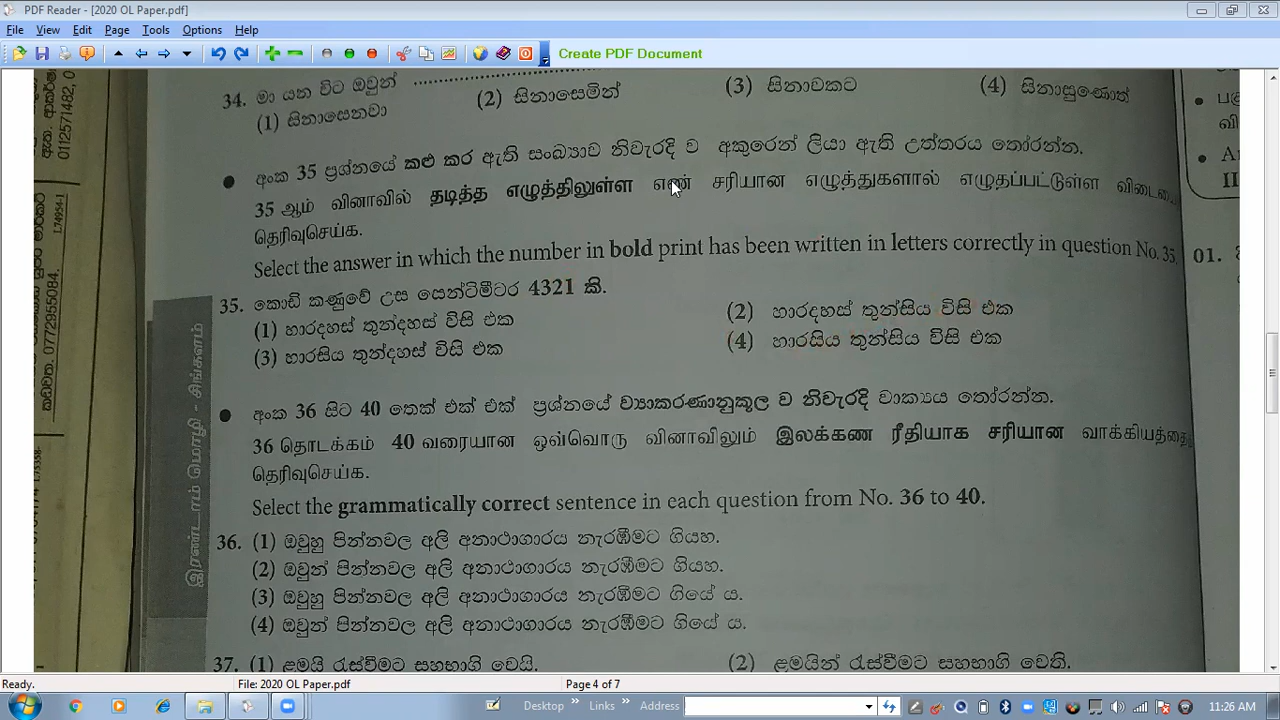 PDF Reader - [2020 OL Paper.pdf]
File View Edit Page Tools Options Help
Create PDF Document
34. මා යන විට ඔවුන් ........................
(1) සිනාසෙනවා (2) සිනාසෙමින් (3) සිනාවකට (4) සිනාසුණොත්
● අංක 35 ප්‍රශ්නයේ කළු කර ඇති සංඛ්‍යාව නිවැරදි ව අකුරෙන් ලියා ඇති උත්තරය තෝරන්න.
35 ஆம் வினாவில் தடித்த எழுத்திலுள்ள எண் சரியான எழுத்துகளால் எழுதப்பட்டுள்ள
தெரிவுசெய்க.
Select the answer in which the number in bold print has been written in letters correctly in question No. 35.
35. කොඩි කණුවේ උස සෙන්ටිමීටර 4321 කි.
(1) හාරදහස් තුන්දහස් විසි එක (2) හාරදහස් තුන්සිය විසි එක
(3) හාරසිය තුන්දහස් විසි එක (4) හාරසිය තුන්සිය විසි එක
● අංක 36 සිට 40 තෙක් එක් එක් ප්‍රශ්නයේ ව්‍යාකරණානුකූල ව නිවැරදි වාක්‍යය තෝරන්න.
36 தொடக்கம் 40 வரையான ஒவ்வொரு வினாவிலும் இலக்கண ரீதியாக சரியான வாக்கியத்தை
தெரிவுசெய்க.
Select the grammatically correct sentence in each question from No. 36 to 40.
36. (1) ඔවුහු පින්නවල අලි අනාථාගාරය නැරඹීමට ගියහ.
(2) ඔවුන් පින්නවල අලි අනාථාගාරය නැරඹීමට ගියහ.
(3) ඔවුහු පින්නවල අලි අනාථාගාරය නැරඹීමට ගියේ ය.
(4) ඔවුන් පින්නවල අලි අනාථාගාරය නැරඹීමට ගියේ ය.
37. (1) ළමයි රැස්වීමට සහභාගි වෙයි. (2) ළමයින් රැස්වීමට සහභාගි වෙති.
இரண்டாம் மொழி - சிங்களம்
0112571482, 0
කඩවත. 0772955084.
01.
Ready. File: 2020 OL Paper.pdf Page 4 of 7
Desktop Links Address 11:26 AM